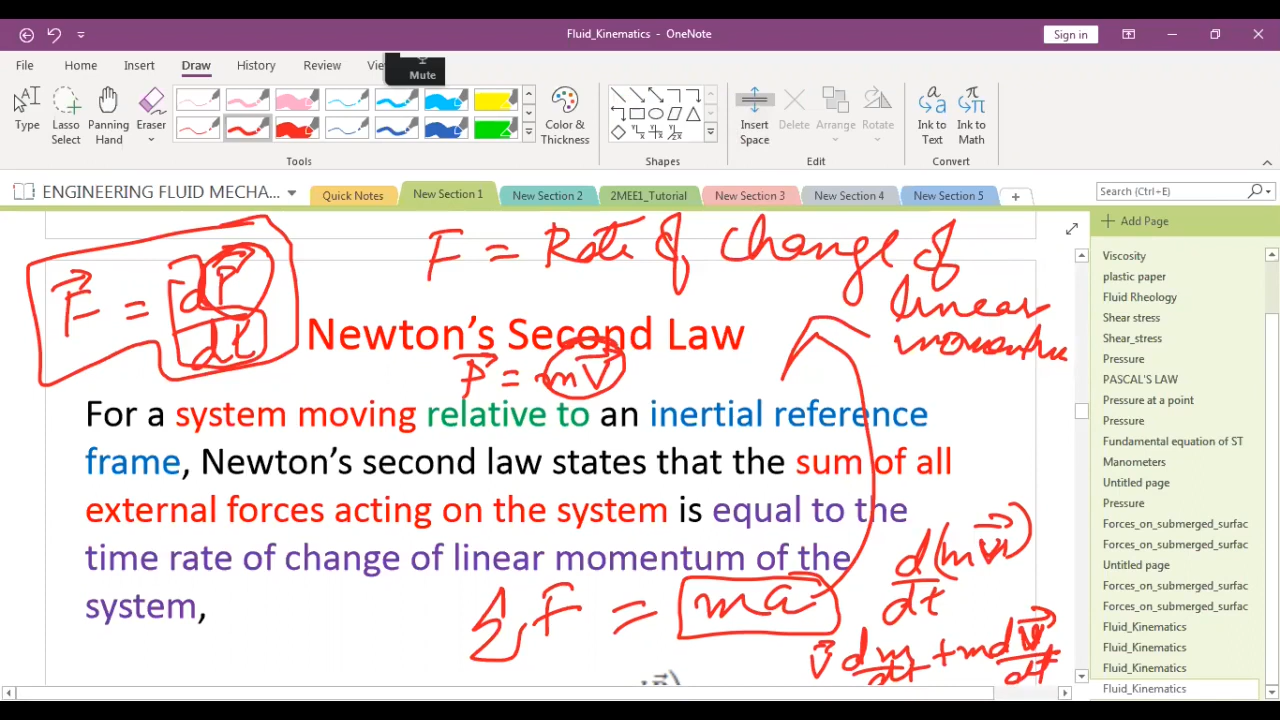 Fluid_Kinematics - OneNote
Sign in
File Home Insert Draw History Review Vie
Mute
Type
Lasso Select
Panning Hand
Eraser
Color & Thickness
Insert Space
Delete
Arrange
Rotate
Ink to Text
Ink to Math
Tools
Shapes
Edit
Convert
ENGINEERING FLUID MECHA...
Quick Notes
New Section 1
New Section 2
2MEE1_Tutorial
New Section 3
New Section 4
New Section 5
Search (Ctrl+E)
Add Page
F = Rate of change of
linear
momentu
F = dP/dt
Newton's Second Law
P = mV
For a system moving relative to an inertial reference
frame, Newton's second law states that the sum of all
external forces acting on the system is equal to the
time rate of change of linear momentum of the
system,
∑F = ma
d(mV)/dt
V dm/dt + m dV/dt
Viscosity
plastic paper
Fluid Rheology
Shear stress
Shear_stress
Pressure
PASCAL'S LAW
Pressure at a point
Pressure
Fundamental equation of ST
Manometers
Untitled page
Pressure
Forces_on_submerged_surfac
Forces_on_submerged_surfac
Untitled page
Forces_on_submerged_surfac
Forces_on_submerged_surfac
Fluid_Kinematics
Fluid_Kinematics
Fluid_Kinematics
Fluid_Kinematics